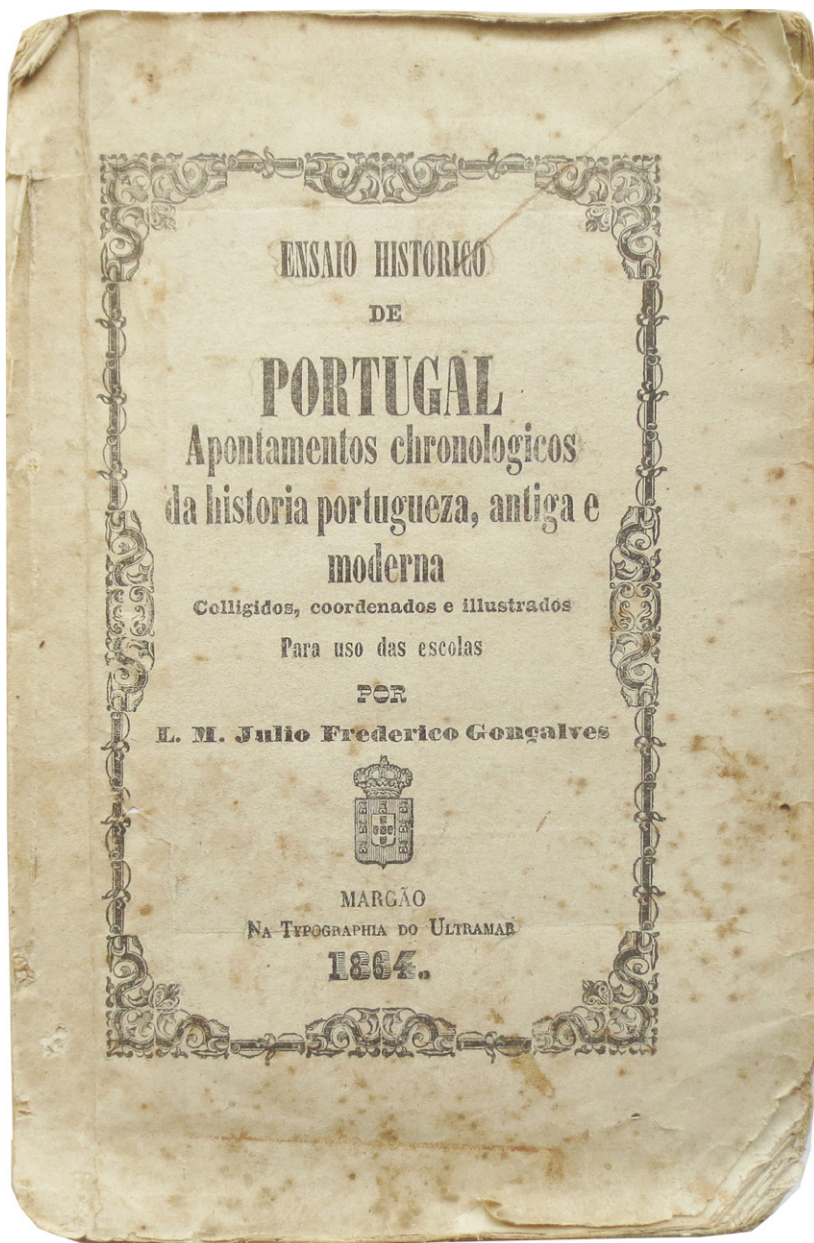 ENSAIO HISTORICO
DE
PORTUGAL
Apontamentos chronologicos
da historia portugueza, antiga e
moderna
Colligidos, coordenados e illustrados
Para uso das escolas
POR
L. M. Julio Frederico Gonçalves
MARGÃO
NA TYPOGRAPHIA DO ULTRAMAR
1864.